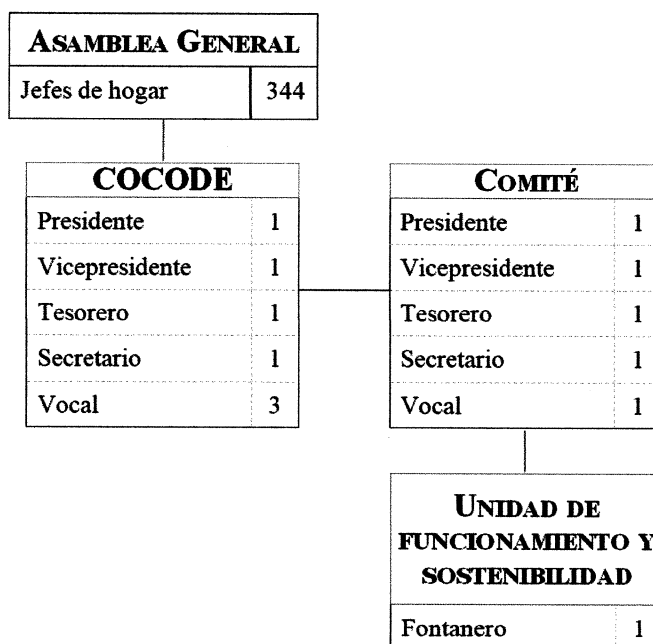 ASAMBLEA GENERAL
Jefes de hogar 344
COCODE
Presidente 1
Vicepresidente 1
Tesorero 1
Secretario 1
Vocal 3
COMITÉ
Presidente 1
Vicepresidente 1
Tesorero 1
Secretario 1
Vocal 1
UNIDAD DE
FUNCIONAMIENTO Y
SOSTENIBILIDAD
Fontanero 1